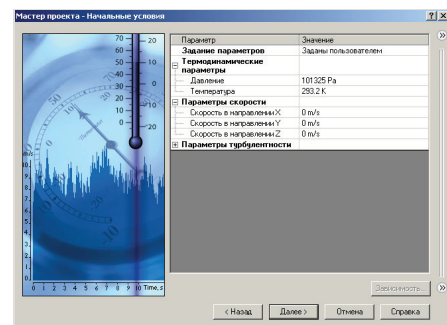 Мастер проекта - Начальные условия
Параметр Значение
Задание параметров Заданы пользователем
Термодинамические параметры
Давление 101325 Pa
Температура 293.2 K
Параметры скорости
Скорость в направлении X 0 m/s
Скорость в направлении Y 0 m/s
Скорость в направлении Z 0 m/s
Параметры турбулентности
70
60
50
40
30
20
10
0
20
10
0
-20
0 1 2 3 4 5 6 7 8 9 10 Time, s
Зависимость...
< Назад Далее > Отмена Справка